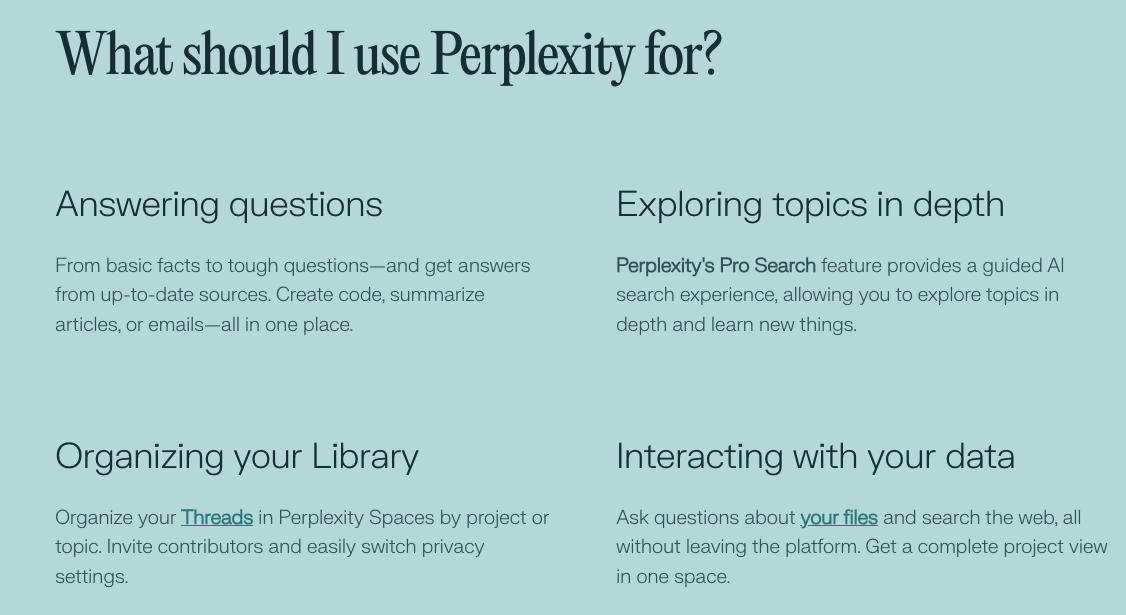 What should I use Perplexity for?
Answering questions
From basic facts to tough questions—and get answers
from up-to-date sources. Create code, summarize
articles, or emails—all in one place.
Exploring topics in depth
Perplexity's Pro Search feature provides a guided AI
search experience, allowing you to explore topics in
depth and learn new things.
Organizing your Library
Organize your Threads in Perplexity Spaces by project or
topic. Invite contributors and easily switch privacy
settings.
Interacting with your data
Ask questions about your files and search the web, all
without leaving the platform. Get a complete project view
in one space.